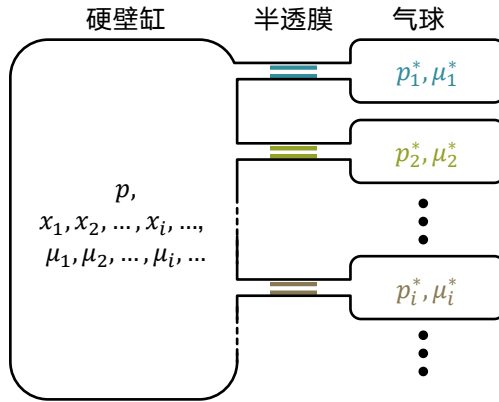 硬壁缸 半透膜 气球
p₁*, μ₁*
p₂*, μ₂*
p,
x₁, x₂, …, xᵢ, …,
μ₁, μ₂, …, μᵢ, …
pᵢ*, μᵢ*